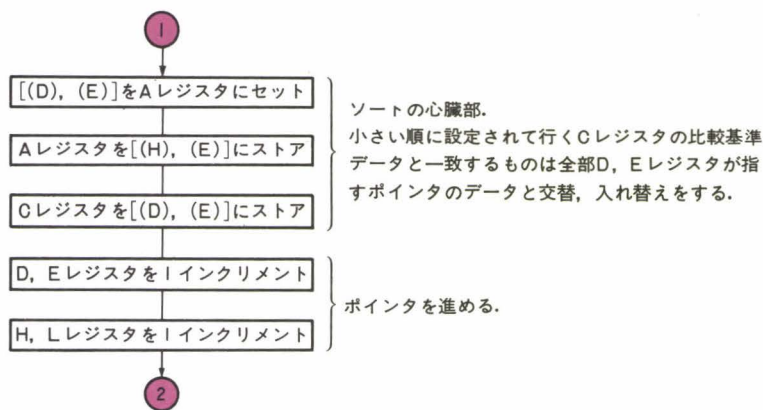 1
[(D), (E)]をAレジスタにセット
Aレジスタを[(H), (E)]にストア
Cレジスタを[(D), (E)]にストア
ソートの心臓部.
小さい順に設定されて行くCレジスタの比較基準
データと一致するものは全部D, Eレジスタが指
すポインタのデータと交替, 入れ替えをする.
D, Eレジスタを1インクリメント
H, Lレジスタを1インクリメント
ポインタを進める.
2